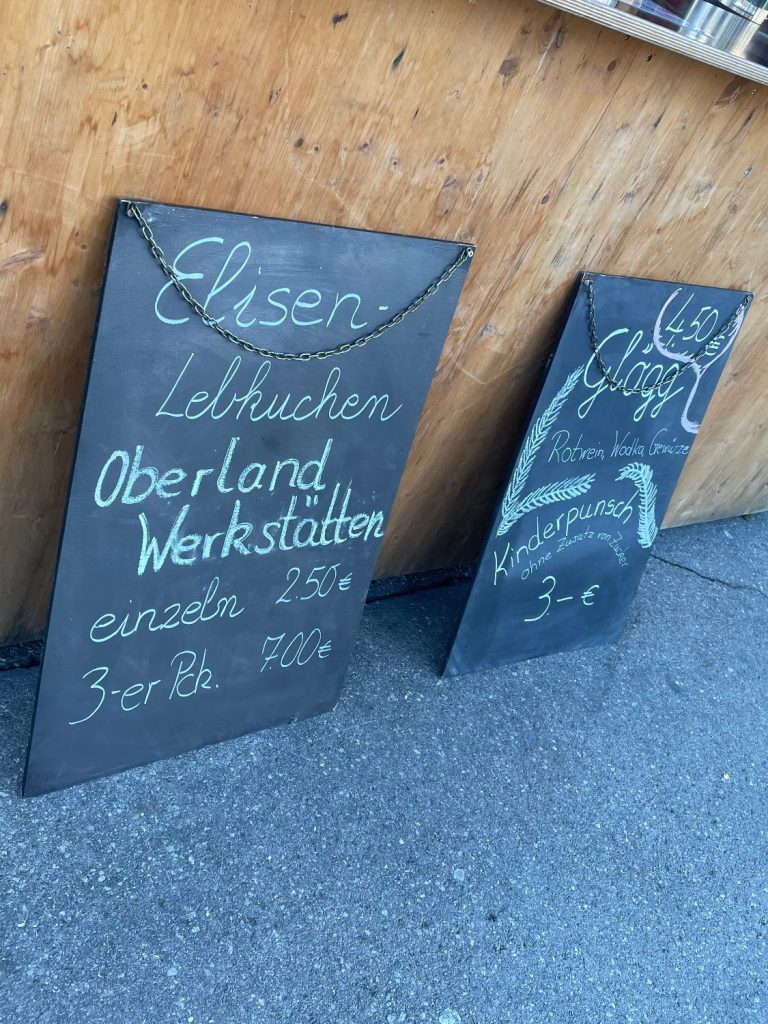 Elisen-
Lebkuchen
Oberland
Werkstätten
einzeln 2.50€
3-er Pck. 7.00€
4.50
€
Glögg
Rotwein, Wodka, Gewürze
Kinderpunsch
ohne Zusatz von Zucker
3.- €